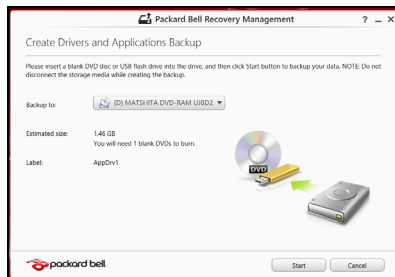 Packard Bell Recovery Management
? _ X
Create Drivers and Applications Backup
Please insert a blank DVD disc or USB flash drive into the drive, and then click Start button to backup your data. NOTE: Do not
disconnect the storage media while creating the backup.
Backup to: (D) MATSHITA DVD-RAM UJ8D2
Estimated size: 1.46 GB
You will need 1 blank DVDs to burn.
Label: AppDrv1
DVD
packard bell
Start Cancel